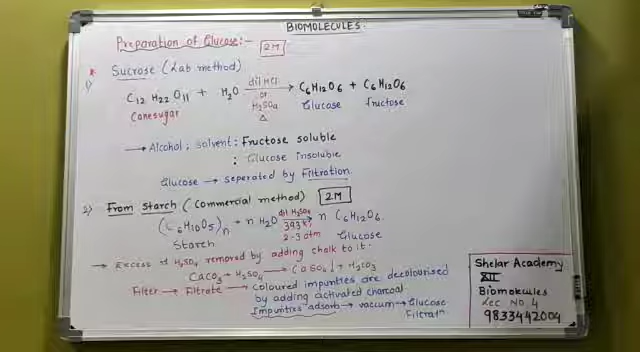 BIOMOLECULES:
Preparation of Glucose:- 2M
* Sucrose (Lab method)
1) dil HCl
C12 H22 O11 + H2O → C6H12O6 + C6H12O6
or
H2SO4
Δ
Canesugar Glucose fructose
→ Alcohol; solvent: Fructose soluble
: Glucose insoluble
Glucose → seperated by Filtration
2) From starch (Commercial method) 2M
(C6H10O5)n + n H2O dil H2SO4 → n C6H12O6
393 K;
2-3 atm
Starch Glucose
→ Excess of H2SO4 removed by adding chalk to it.
CaCO3 + H2SO4 → CaSO4↓ + H2CO3
Filter → Filtrate → Coloured impurities are decolourised
by adding activated charcoal
Impurities adsorb → vaccum → Glucose
Filtratn
Shelar Academy
XII
Biomolecules
Lec No. 4
9833442004